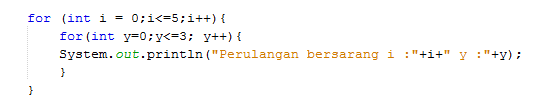 for (int i = 0;i<=5;i++){
for(int y=0;y<=3; y++){
System.out.println("Perulangan bersarang i :"+i+" y :"+y);
}
}